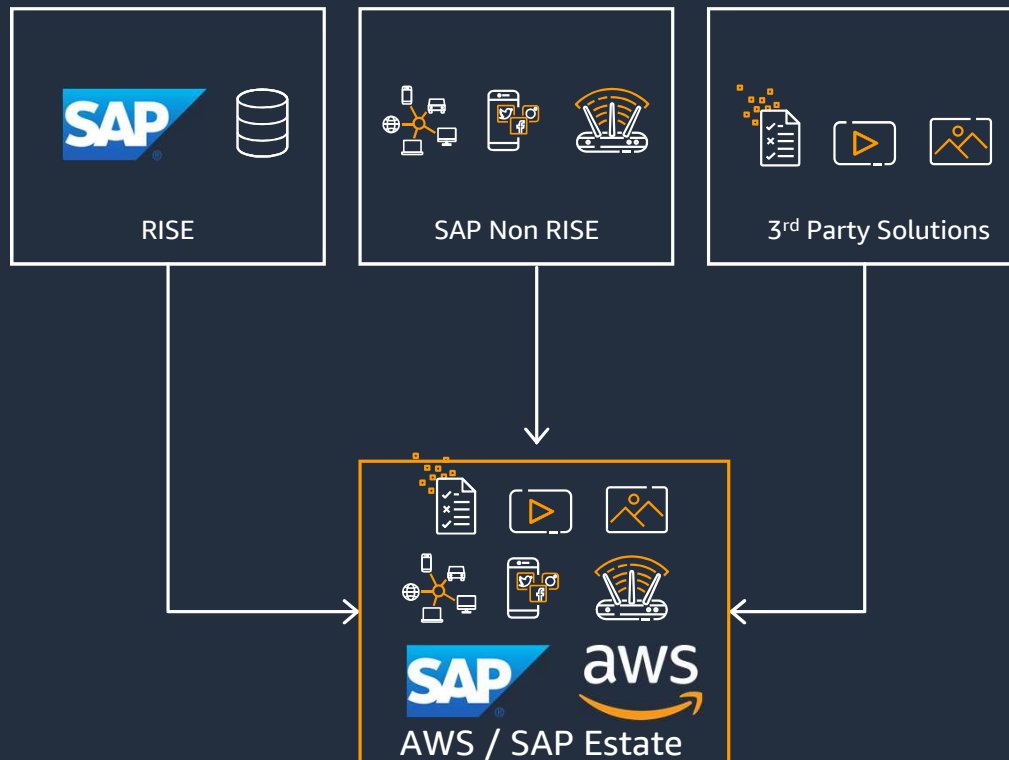 SAP
®
RISE
SAP Non RISE
3rd Party Solutions
SAP
®
aws
AWS / SAP Estate